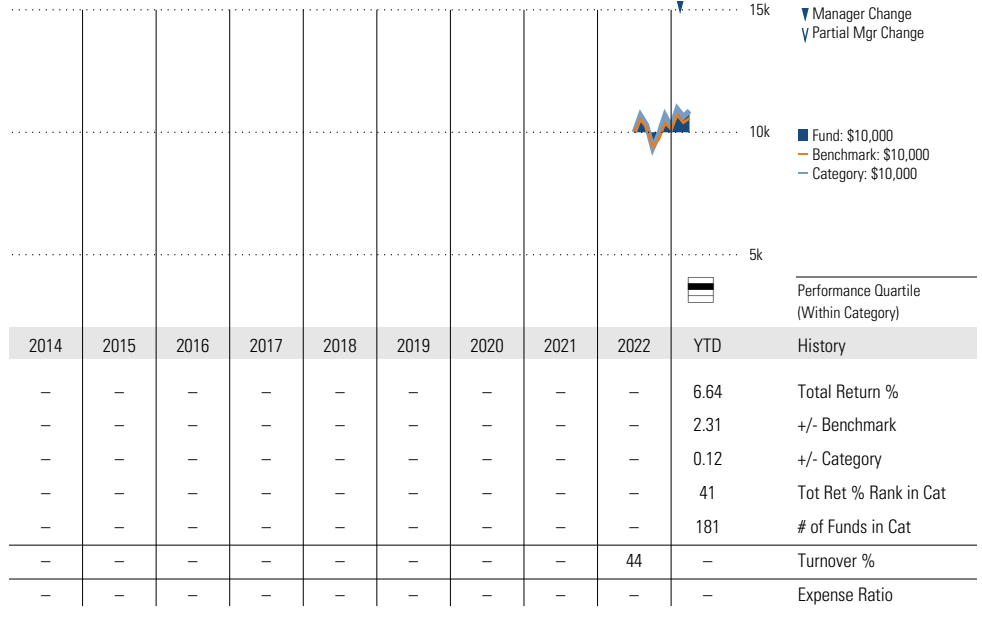 15k
▼ Manager Change
Partial Mgr Change
10k
Fund: $10,000
Benchmark: $10,000
Category: $10,000
5k
Performance Quartile
(Within Category)
2014 2015 2016 2017 2018 2019 2020 2021 2022 YTD History
– – – – – – – – – 6.64 Total Return %
– – – – – – – – – 2.31 +/- Benchmark
– – – – – – – – – 0.12 +/- Category
– – – – – – – – – 41 Tot Ret % Rank in Cat
– – – – – – – – – 181 # of Funds in Cat
– – – – – – – – 44 – Turnover %
– – – – – – – – – – Expense Ratio